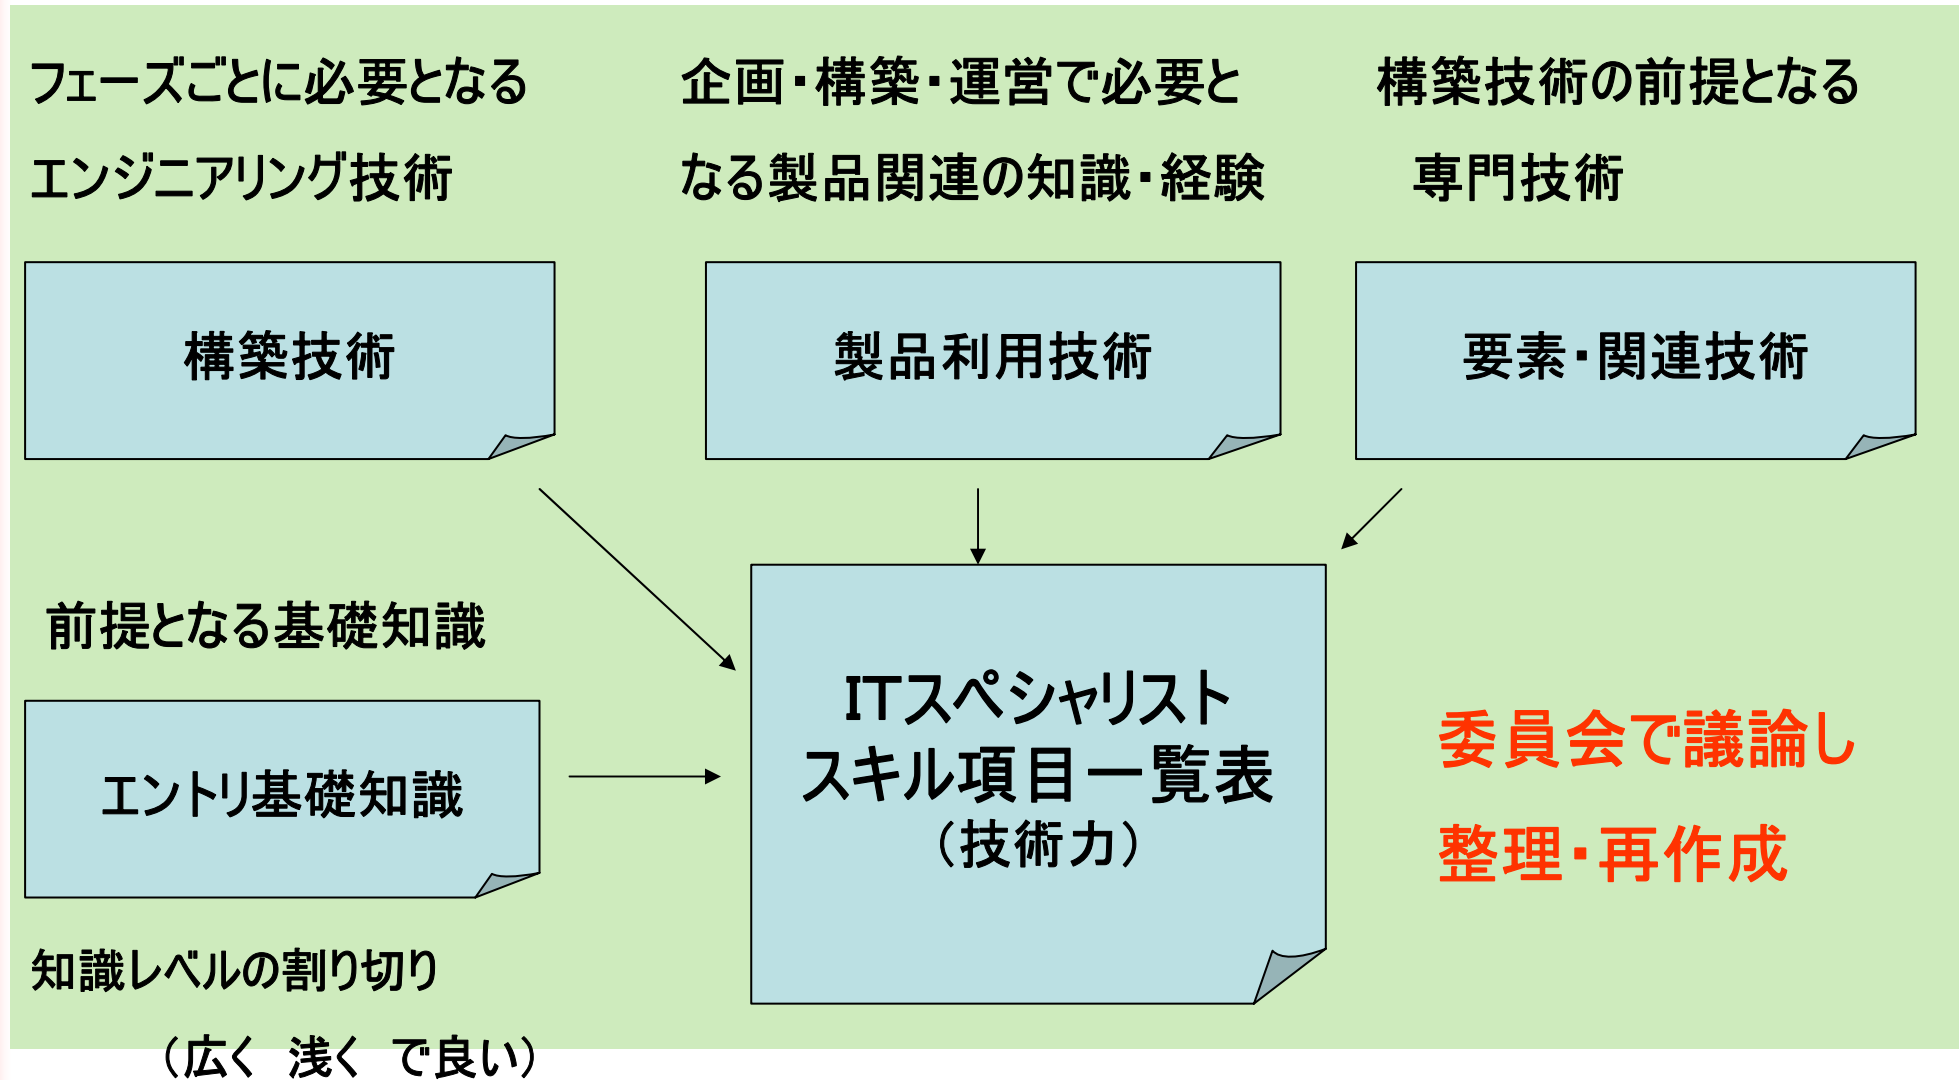 フェーズごとに必要となる
エンジニアリング技術
企画・構築・運営で必要と
なる製品関連の知識・経験
構築技術の前提となる
専門技術
構築技術
製品利用技術
要素・関連技術
前提となる基礎知識
エントリ基礎知識
知識レベルの割り切り
（広く 浅く で良い）
ITスペシャリスト
スキル項目一覧表
（技術力）
委員会で議論し
整理・再作成